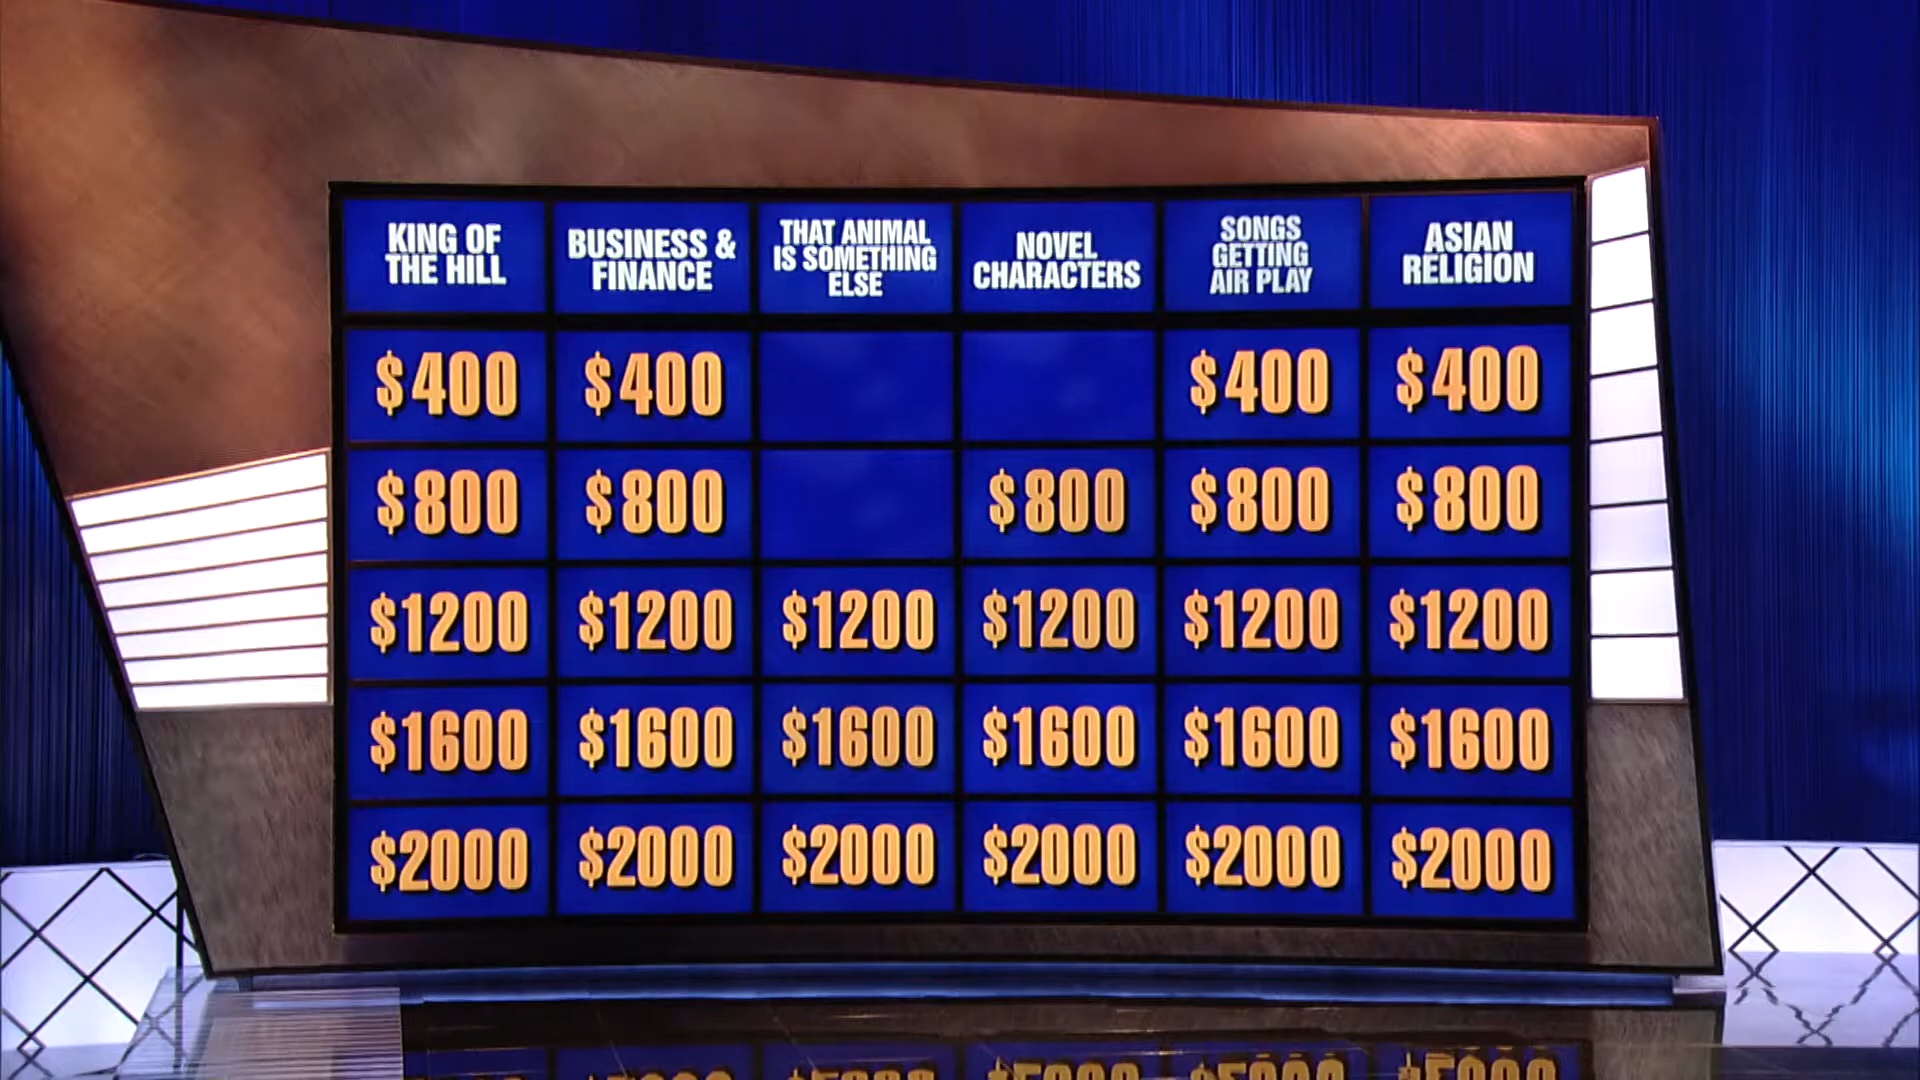 KING OF
THE HILL
BUSINESS &
FINANCE
THAT ANIMAL
IS SOMETHING
ELSE
NOVEL
CHARACTERS
SONGS
GETTING
AIR PLAY
ASIAN
RELIGION
$400 $400 $400 $400
$800 $800 $800 $800 $800
$1200 $1200 $1200 $1200 $1200 $1200
$1600 $1600 $1600 $1600 $1600 $1600
$2000 $2000 $2000 $2000 $2000 $2000